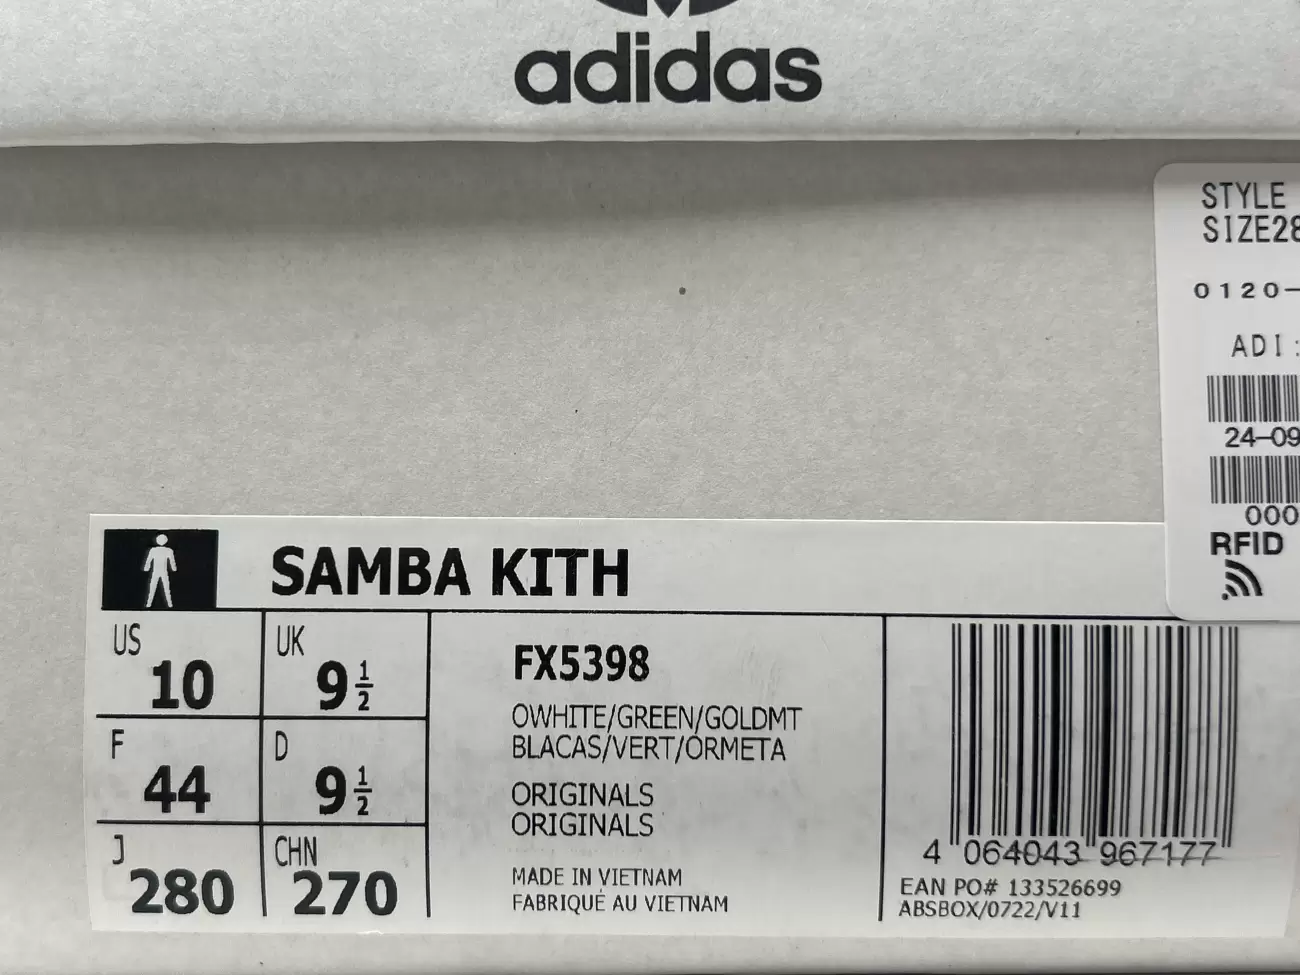 adidas
STYLE
SIZE28
0120-
ADI:
24-09
000
RFID
SAMBA KITH
US 10
UK 9 1/2
F 44
D 9 1/2
J 280
CHN 270
FX5398
OWHITE/GREEN/GOLDMT
BLACAS/VERT/ORMETA
ORIGINALS
ORIGINALS
MADE IN VIETNAM
FABRIQUÉ AU VIETNAM
4 064043 967177
EAN PO# 133526699
ABSBOX/0722/V11